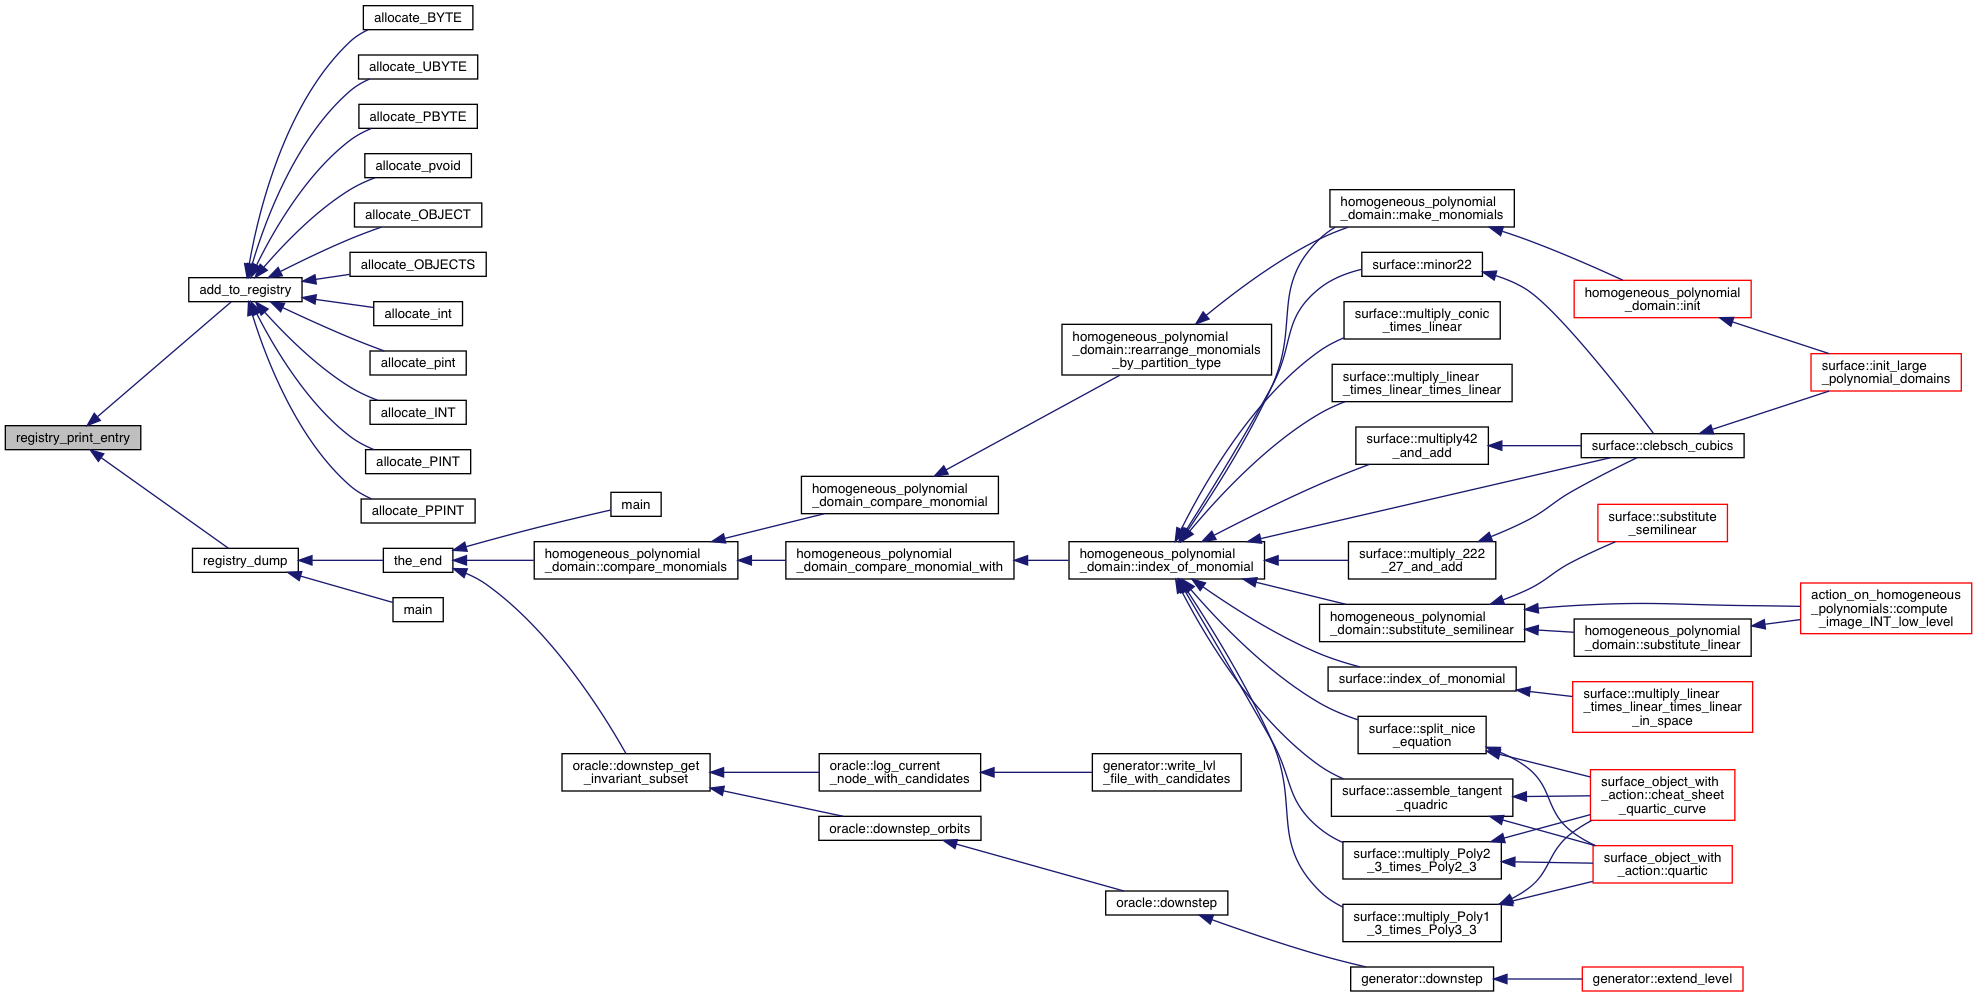 allocate_BYTE
allocate_UBYTE
allocate_PBYTE
allocate_pvoid
allocate_OBJECT
allocate_OBJECTS
add_to_registry
allocate_int
allocate_pint
allocate_INT
allocate_PINT
allocate_PPINT
registry_print_entry
registry_dump
the_end
main
main
homogeneous_polynomial
_domain::compare_monomials
homogeneous_polynomial
_domain_compare_monomial
homogeneous_polynomial
_domain_compare_monomial_with
homogeneous_polynomial
_domain::rearrange_monomials
_by_partition_type
homogeneous_polynomial
_domain::index_of_monomial
homogeneous_polynomial
_domain::make_monomials
surface::minor22
surface::multiply_conic
_times_linear
surface::multiply_linear
_times_linear_times_linear
surface::multiply42
_and_add
surface::multiply_222
_27_and_add
homogeneous_polynomial
_domain::substitute_semilinear
surface::index_of_monomial
surface::split_nice
_equation
surface::assemble_tangent
_quadric
surface::multiply_Poly2
_3_times_Poly2_3
surface::multiply_Poly1
_3_times_Poly3_3
homogeneous_polynomial
_domain::init
surface::init_large
_polynomial_domains
surface::clebsch_cubics
surface::substitute
_semilinear
action_on_homogeneous
_polynomials::compute
_image_INT_low_level
homogeneous_polynomial
_domain::substitute_linear
surface::multiply_linear
_times_linear_times_linear
_in_space
surface_object_with
_action::cheat_sheet
_quartic_curve
surface_object_with
_action::quartic
oracle::downstep_get
_invariant_subset
oracle::log_current
_node_with_candidates
generator::write_lvl
_file_with_candidates
oracle::downstep_orbits
oracle::downstep
generator::downstep
generator::extend_level